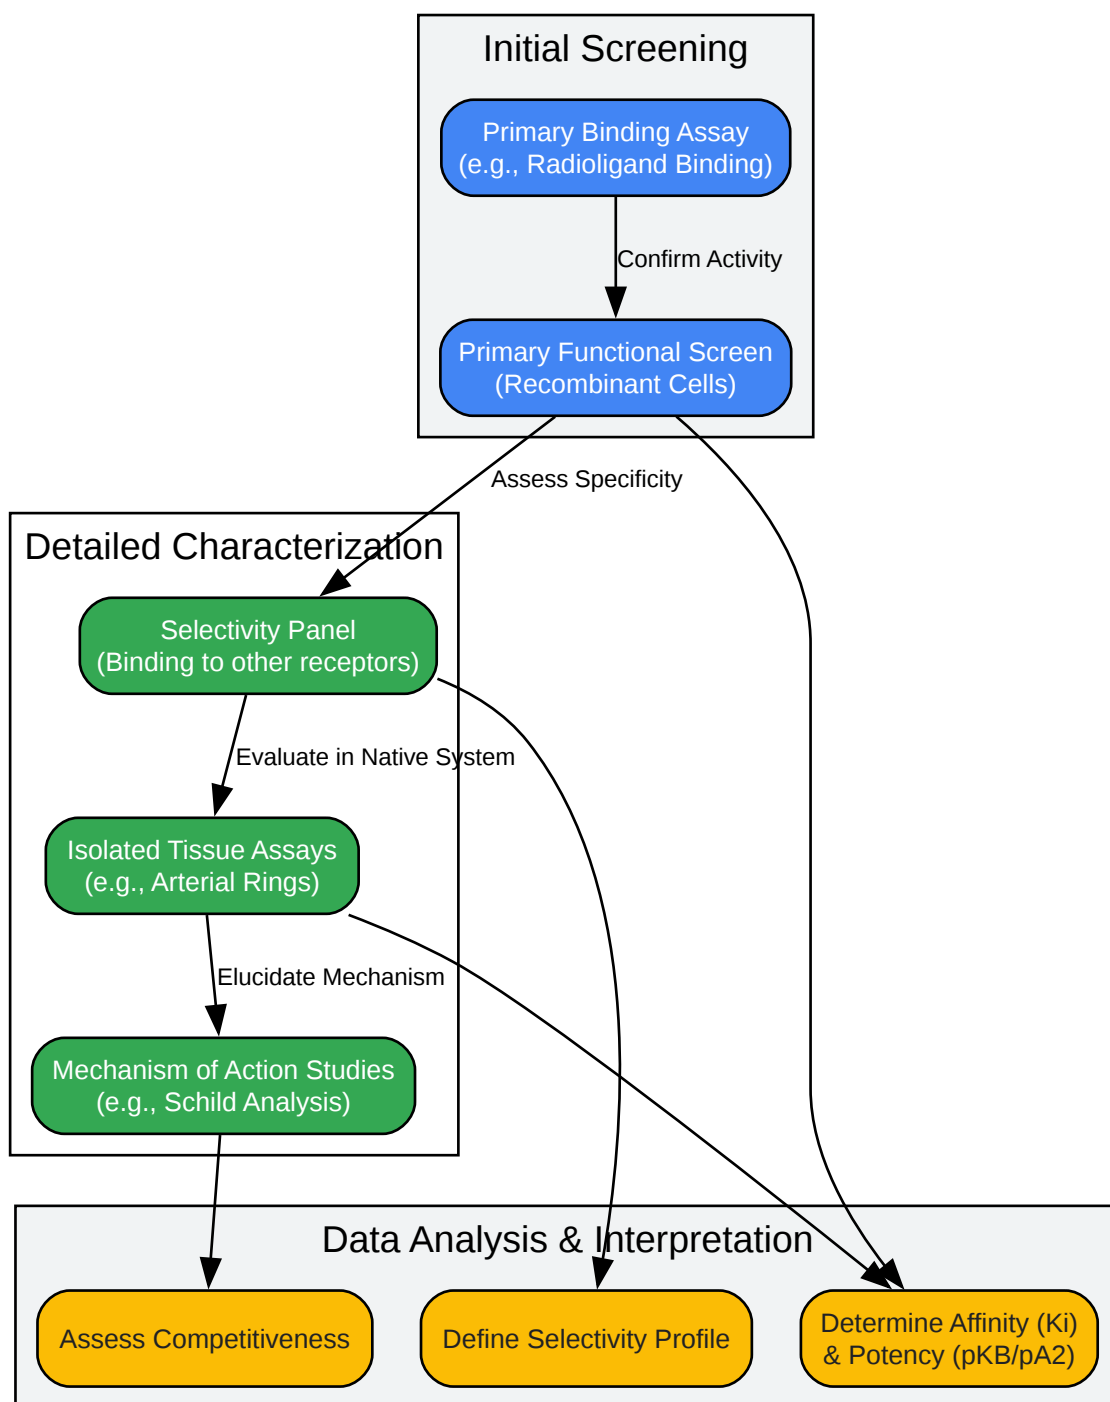 Initial Screening
Primary Binding Assay
(e.g., Radioligand Binding)
Confirm Activity
Primary Functional Screen
(Recombinant Cells)
Assess Specificity
Detailed Characterization
Selectivity Panel
(Binding to other receptors)
Evaluate in Native System
Isolated Tissue Assays
(e.g., Arterial Rings)
Elucidate Mechanism
Mechanism of Action Studies
(e.g., Schild Analysis)
Data Analysis & Interpretation
Assess Competitiveness
Define Selectivity Profile
Determine Affinity (Ki)
& Potency (pKB/pA2)